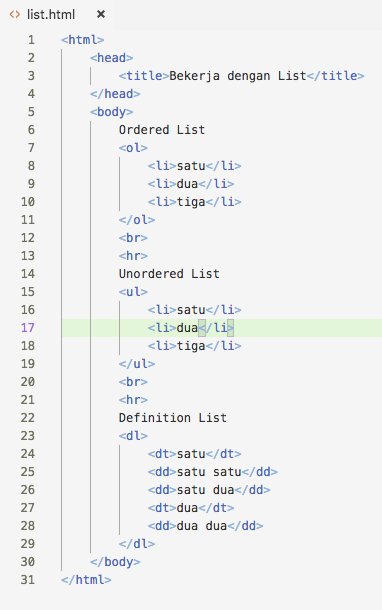 <> list.html ×
1 <html>
2 <head>
3 <title>Bekerja dengan List</title>
4 </head>
5 <body>
6 Ordered List
7 <ol>
8 <li>satu</li>
9 <li>dua</li>
10 <li>tiga</li>
11 </ol>
12 <br>
13 <hr>
14 Unordered List
15 <ul>
16 <li>satu</li>
17 <li>dua</li>
18 <li>tiga</li>
19 </ul>
20 <br>
21 <hr>
22 Definition List
23 <dl>
24 <dt>satu</dt>
25 <dd>satu satu</dd>
26 <dd>satu dua</dd>
27 <dt>dua</dt>
28 <dd>dua dua</dd>
29 </dl>
30 </body>
31 </html>